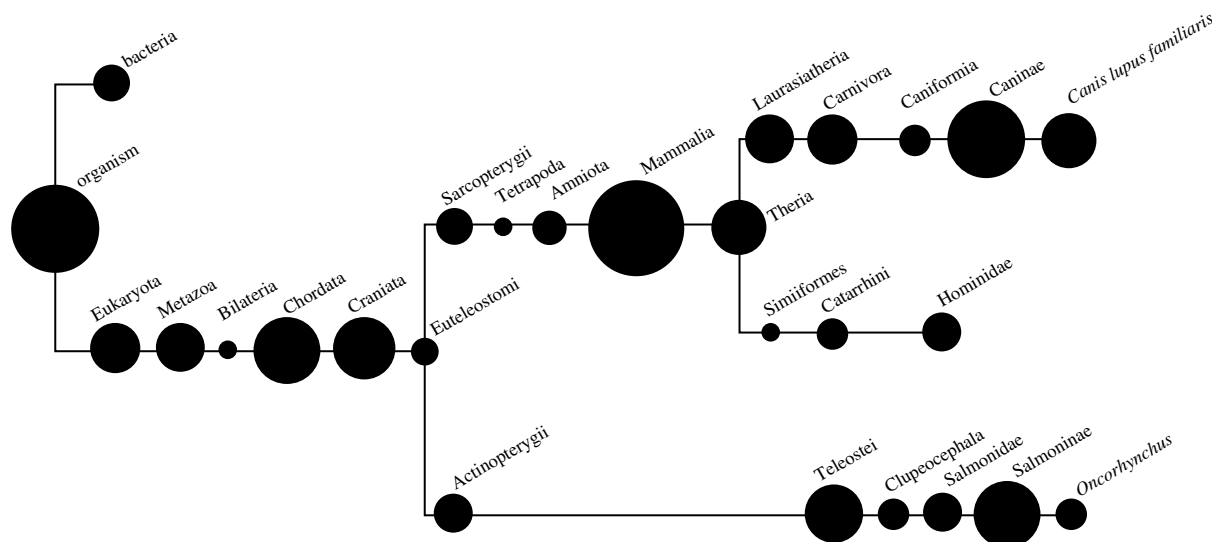 bacteria
organism
Eukaryota
Metazoa
Bilateria
Chordata
Craniata
Euteleostomi
Sarcopterygii
Tetrapoda
Amniota
Mammalia
Theria
Laurasiatheria
Carnivora
Caniformia
Caninae
Canis lupus familiaris
Simiiformes
Catarrhini
Hominidae
Actinopterygii
Teleostei
Clupeocephala
Salmonidae
Salmoninae
Oncorhynchus